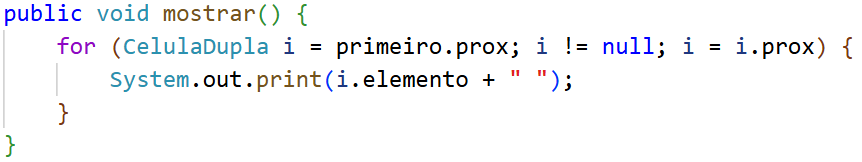 public void mostrar() {
    for (CelulaDupla i = primeiro.prox; i != null; i = i.prox) {
        System.out.print(i.elemento + " ");
    }
}